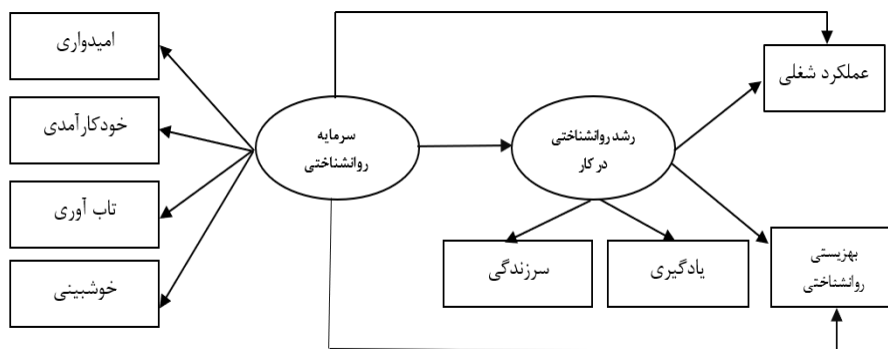 امیدواری
خودکارآمدی
تاب آوری
خوشبینی
سرمایه
روانشناختی
رشد روانشناختی
در کار
سرزندگی
یادگیری
عملکرد شغلی
بهزیستی
روانشناختی